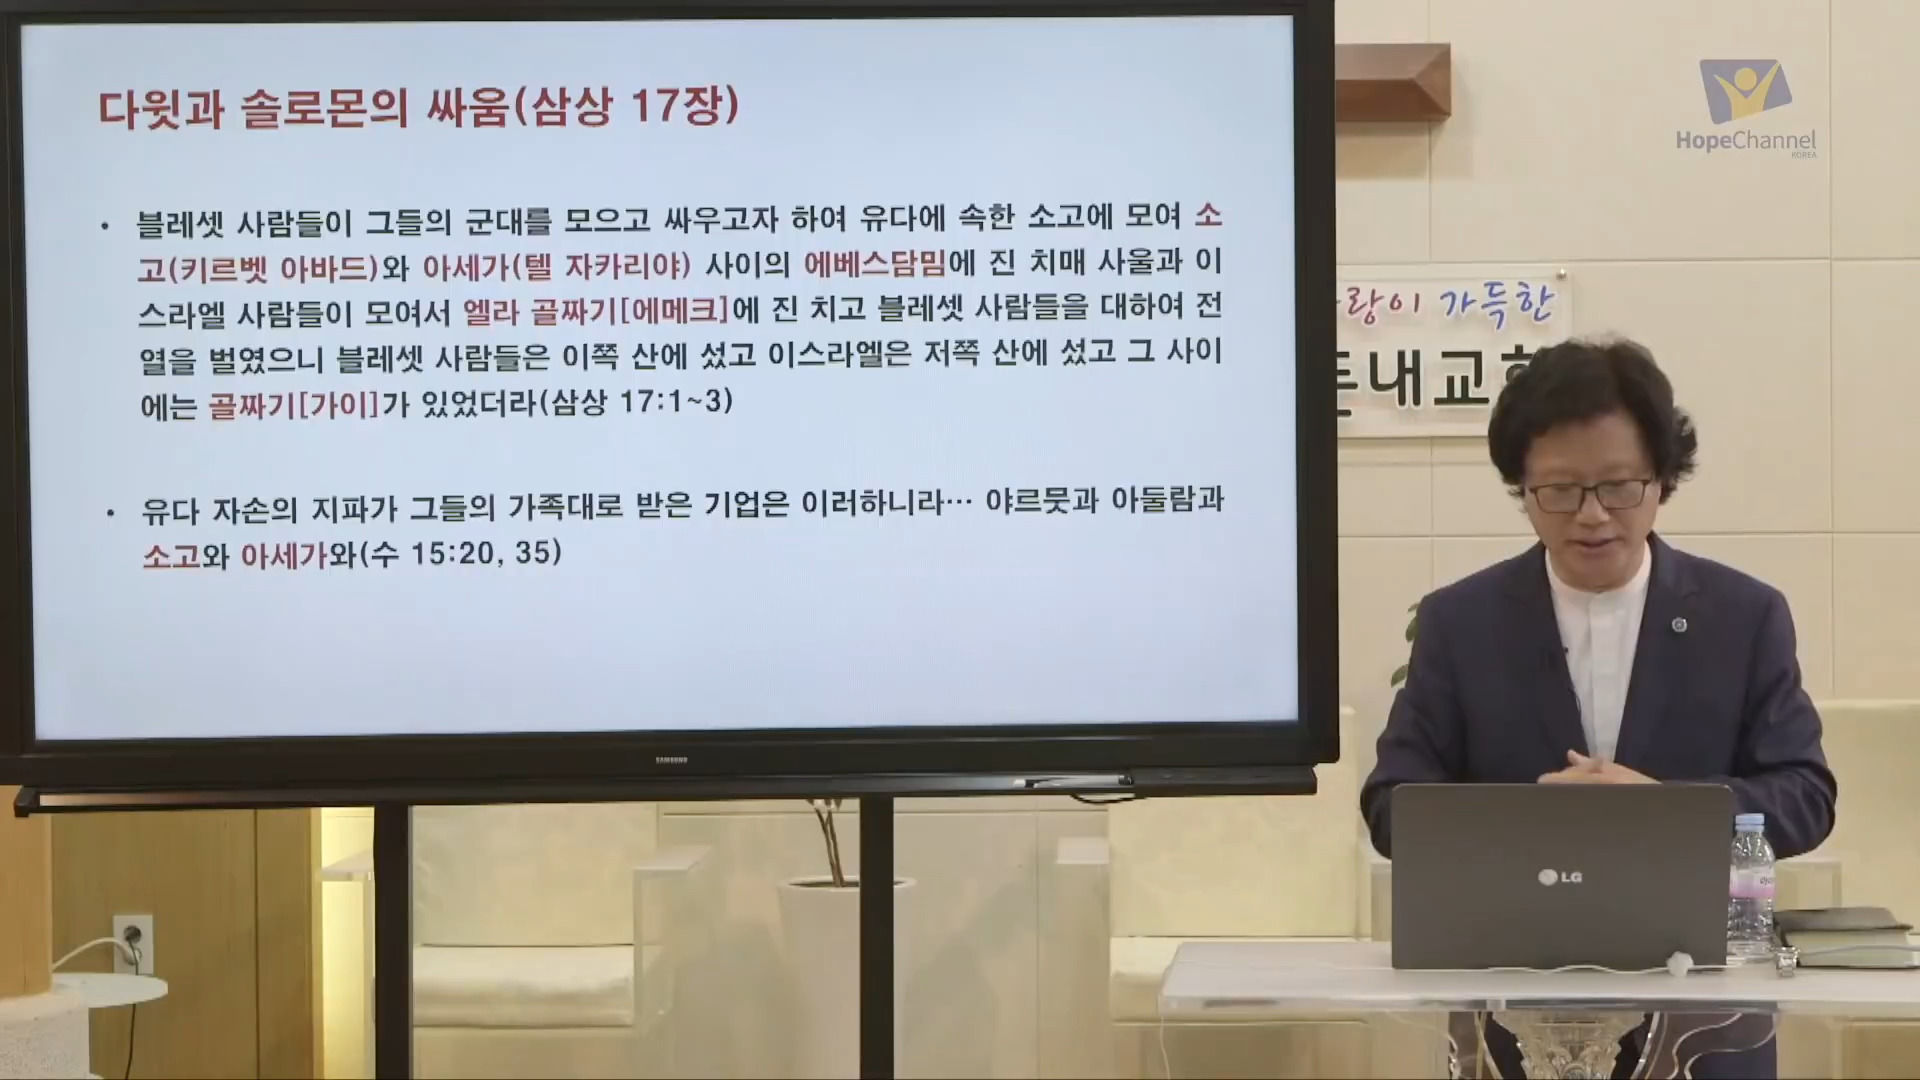 다윗과 솔로몬의 싸움(삼상 17장)
• 블레셋 사람들이 그들의 군대를 모으고 싸우고자 하여 유다에 속한 소고에 모여 소
고(키르벳 아바드)와 아세가(텔 자카리야) 사이의 에베스담밈에 진 치매 사울과 이
스라엘 사람들이 모여서 엘라 골짜기[에메크]에 진 치고 블레셋 사람들을 대하여 전
열을 벌였으니 블레셋 사람들은 이쪽 산에 섰고 이스라엘은 저쪽 산에 섰고 그 사이
에는 골짜기[가이]가 있었더라(삼상 17:1~3)
• 유다 자손의 지파가 그들의 가족대로 받은 기업은 이러하니라… 야르뭇과 아둘람과
소고와 아세가와(수 15:20, 35)
SAMSUNG
HopeChannel
KOREA
가득한
내교
LG